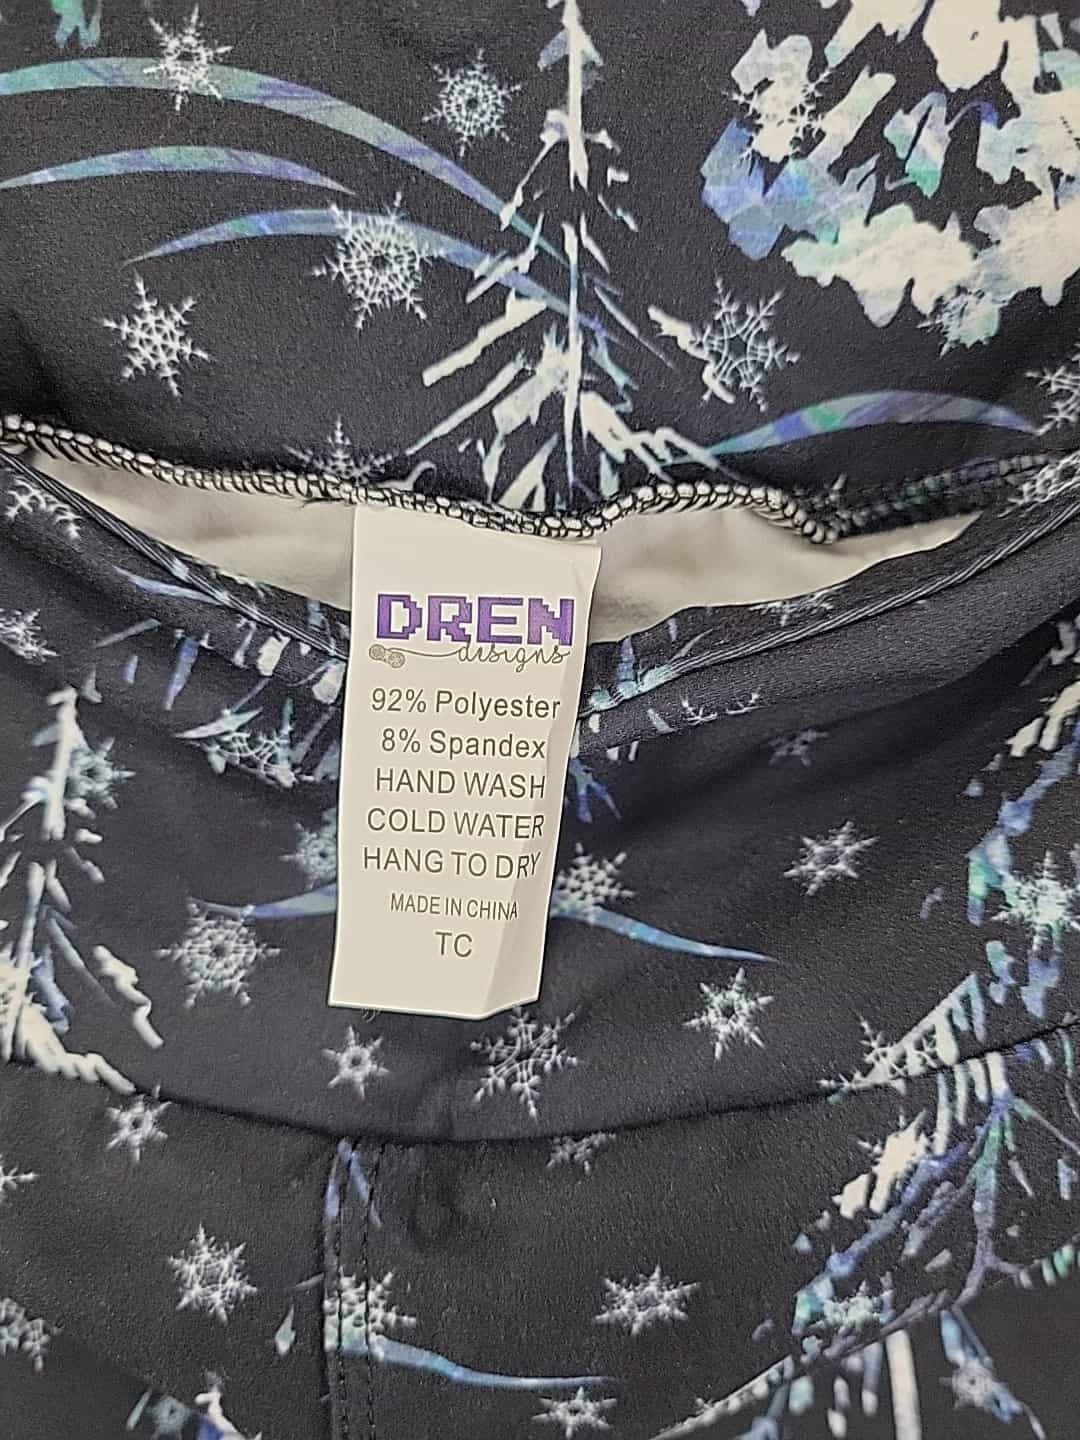 DREN
designs
92% Polyester
8% Spandex
HAND WASH
COLD WATER
HANG TO DRY
MADE IN CHINA
TC